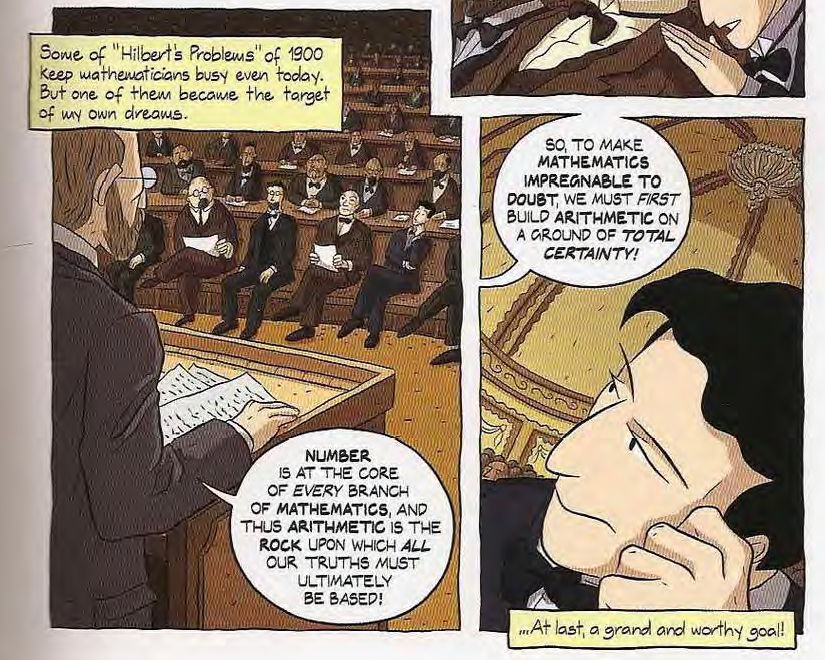 Some of "Hilbert's Problems" of 1900
keep mathematicians busy even today.
But one of them became the target
of my own dreams.
NUMBER
IS AT THE CORE
OF EVERY BRANCH
OF MATHEMATICS, AND
THUS ARITHMETIC IS THE
ROCK UPON WHICH ALL
OUR TRUTHS MUST
ULTIMATELY
BE BASED!
SO, TO MAKE
MATHEMATICS
IMPREGNABLE TO
DOUBT, WE MUST FIRST
BUILD ARITHMETIC ON
A GROUND OF TOTAL
CERTAINTY!
...At last, a grand and worthy goal!